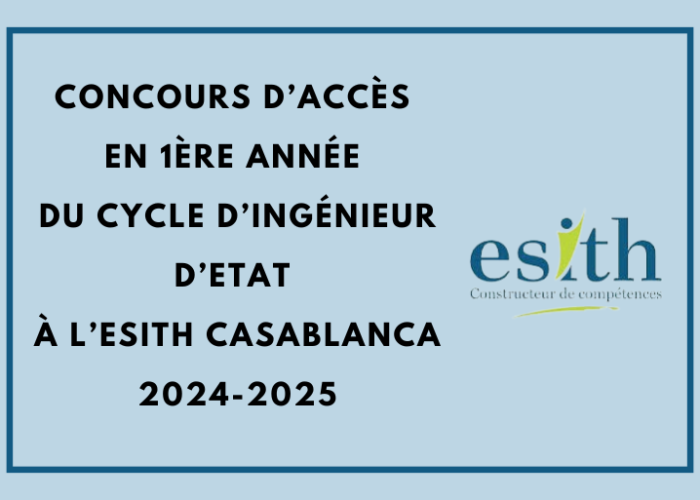 CONCOURS D’ACCÈS
EN 1ÈRE ANNÉE
DU CYCLE D’INGÉNIEUR
D’ETAT
À L’ESITH CASABLANCA
2024-2025
esith
Constructeur de compétences